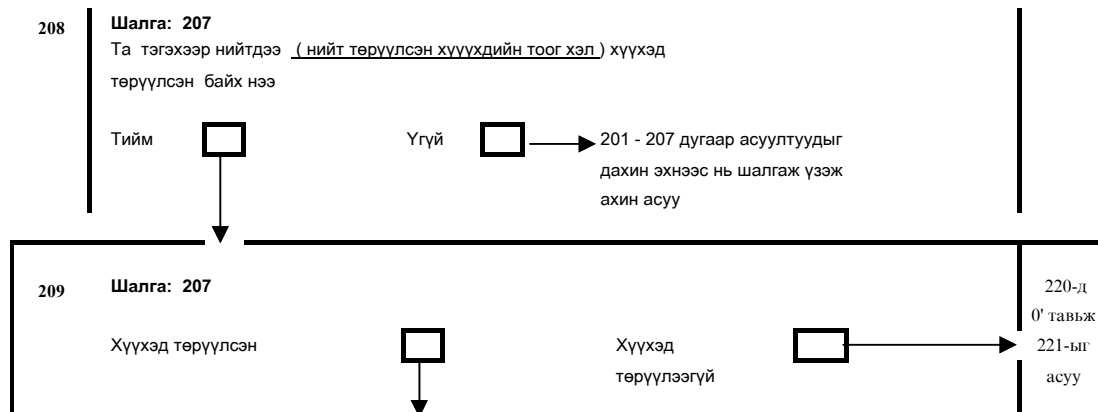 208 Шалга: 207
Та тэгэхээр нийтдээ ( нийт төрүүлсэн хүүүхдийн тоог хэл ) хүүхэд
төрүүлсэн байх нээ
Тийм Үгүй 201 - 207 дугаар асуултуудыг
дахин эхнээс нь шалгаж үзэж
ахин асуу
209 Шалга: 207 220-д
0' тавьж
Хүүхэд төрүүлсэн Хүүхэд 221-ыг
төрүүлээгүй асуу